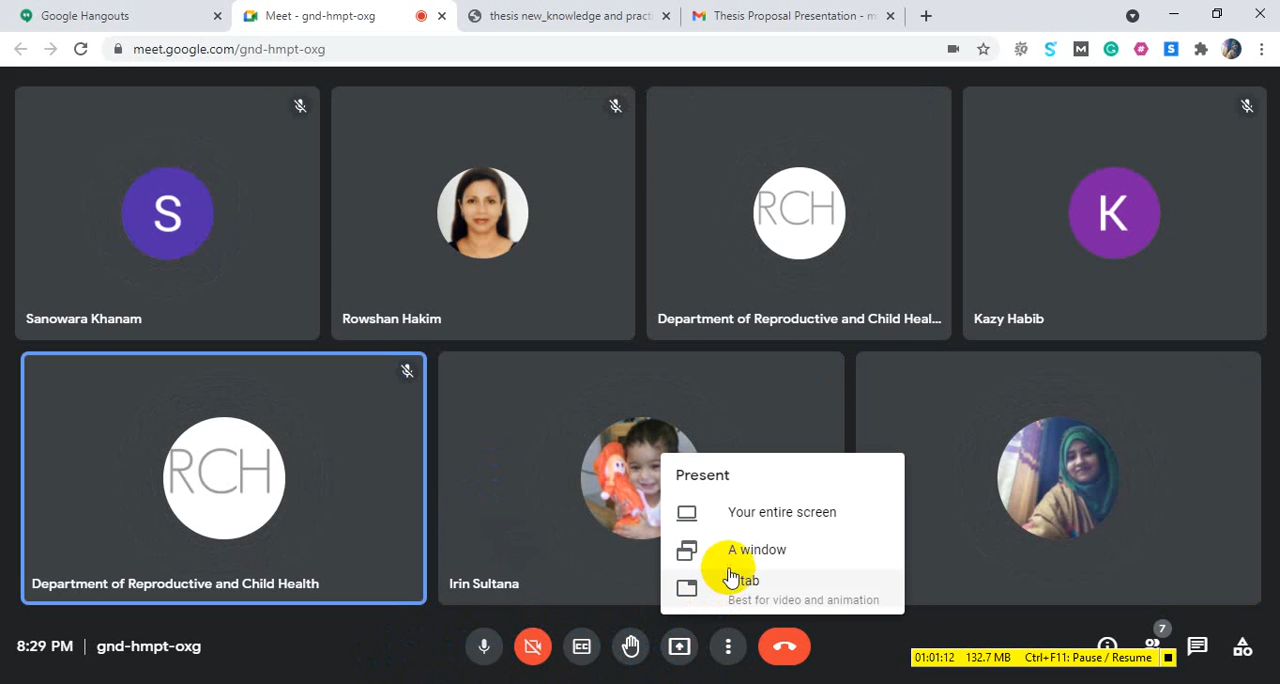 Google Hangouts
Meet - gnd-hmpt-oxg
thesis new_knowledge and pract
Thesis Proposal Presentation - m
meet.google.com/gnd-hmpt-oxg
S
RCH
K
Sanowara Khanam
Rowshan Hakim
Department of Reproductive and Child Heal...
Kazy Habib
RCH
Department of Reproductive and Child Health
Irin Sultana
Present
Your entire screen
A window
tab
Best for video and animation
8:29 PM | gnd-hmpt-oxg
CC
7
01:01:12 132.7 MB Ctrl+F11: Pause / Resume